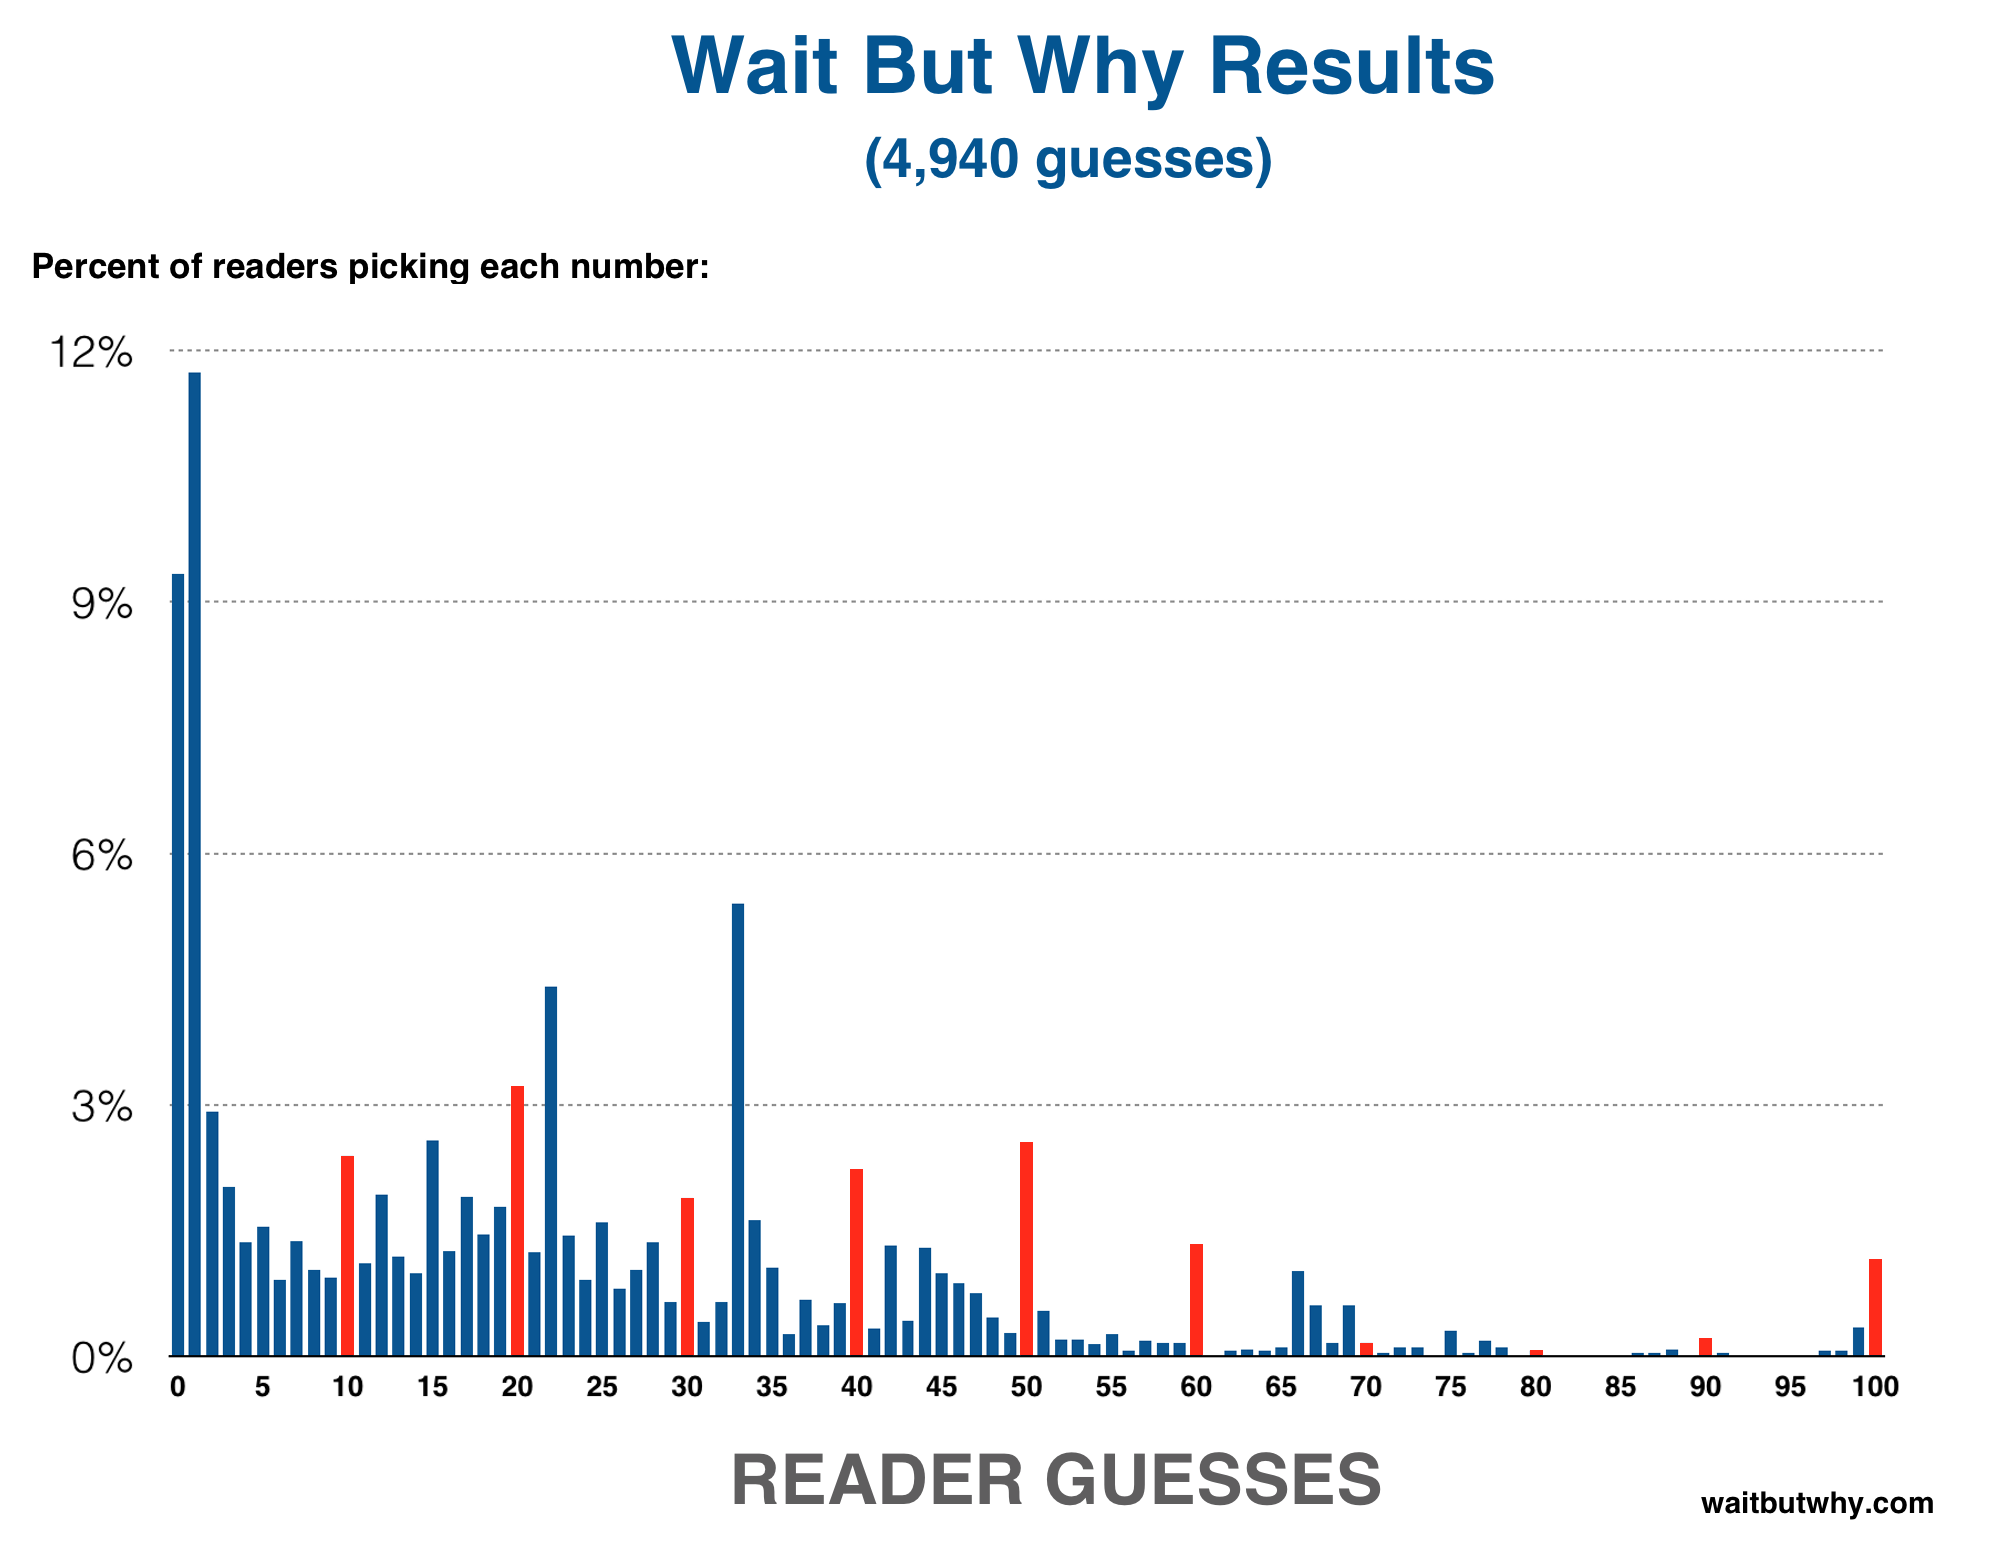 Wait But Why Results
(4,940 guesses)
Percent of readers picking each number:
12%
9%
6%
3%
0%
0 5 10 15 20 25 30 35 40 45 50 55 60 65 70 75 80 85 90 95 100
READER GUESSES
waitbutwhy.com